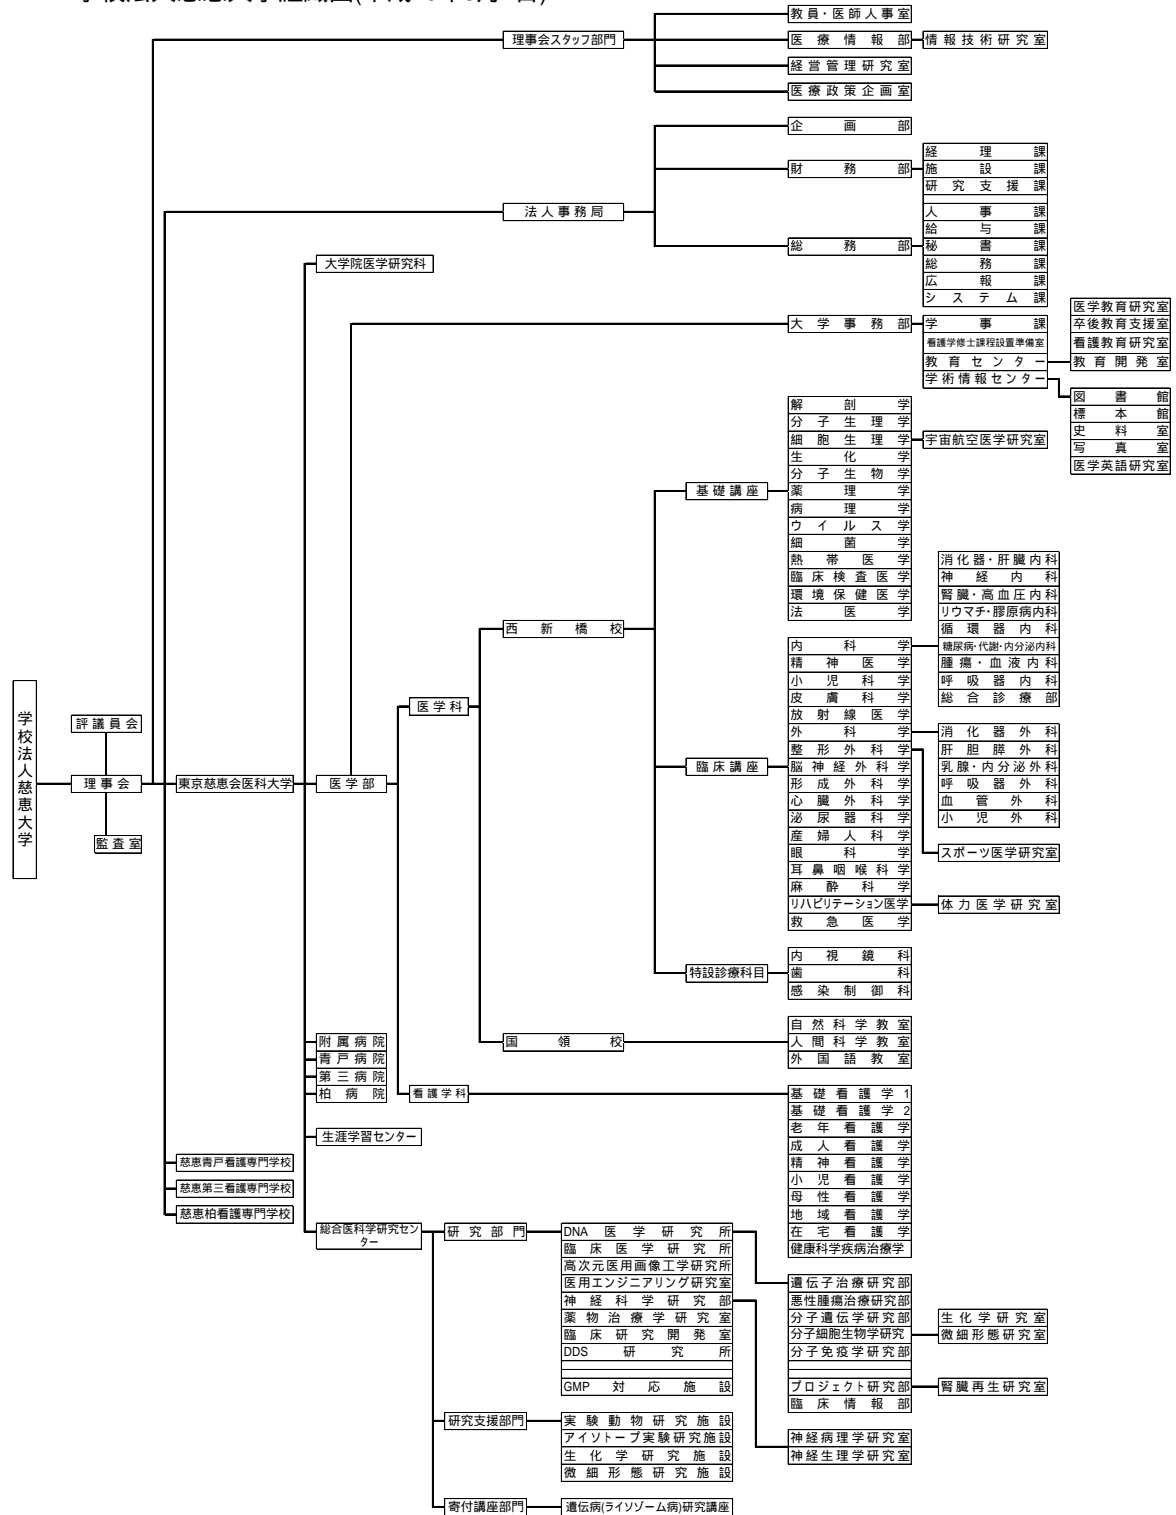 教員・医師人事室
理事会スタッフ部門
医療情報部
情報技術研究室
経営管理研究室
医療政策企画室
企画部
財務部
経理課
施設課
研究支援課
法人事務局
総務部
人事課
給与課
秘書課
総務課
広報課
システム課
大学院医学研究科
大学事務部
学事課
看護学修士課程設置準備室
教育センター
学術情報センター
医学教育研究室
卒後教育支援室
看護教育研究室
教育開発室
図書館
標本館
史料室
写真室
医学英語研究室
基礎講座
解剖学
分子生理学
細胞生理学
宇宙航空医学研究室
生化学
分子生物学
薬理学
病理学
ウイルス学
細菌学
熱帯医学
臨床検査医学
環境保健医学
法医学
西新橋校
臨床講座
内科学
精神医学
小児科学
皮膚科学
放射線医学
外科学
整形外科学
脳神経外科学
形成外科学
心臓外科学
泌尿器科学
産婦人科学
眼科学
耳鼻咽喉科学
麻酔科学
リハビリテーション医学
救急医学
消化器・肝臓内科
神経内科
腎臓・高血圧内科
リウマチ・膠原病内科
循環器内科
糖尿病・代謝・内分泌内科
腫瘍・血液内科
呼吸器内科
総合診療部
消化器外科
肝胆膵外科
乳腺・内分泌外科
呼吸器外科
血管外科
小児外科
スポーツ医学研究室
体力医学研究室
医学科
学校法人慈恵大学
評議員会
理事会
監査室
東京慈恵会医科大学
医学部
特設診療科目
内視鏡科
歯科
感染制御科
国領校
自然科学教室
人間科学教室
外国語教室
附属病院
青戸病院
第三病院
柏病院
看護学科
基礎看護学1
基礎看護学2
老年看護学
成人看護学
精神看護学
小児看護学
母性看護学
地域看護学
在宅看護学
健康科学疾病治療学
生涯学習センター
慈恵青戸看護専門学校
慈恵第三看護専門学校
慈恵柏看護専門学校
総合医科学研究センター
研究部門
DNA医学研究所
臨床医学研究所
高次元医用画像工学研究所
医用エンジニアリング研究室
神経科学研究部
薬物治療学研究室
臨床研究開発室
DDS研究所
GMP対応施設
遺伝子治療研究部
悪性腫瘍治療研究部
分子遺伝学研究部
分子細胞生物学研究
分子免疫学研究部
プロジェクト研究部
臨床情報部
生化学研究室
微細形態研究室
腎臓再生研究室
神経病理学研究室
神経生理学研究室
研究支援部門
実験動物研究施設
アイソトープ実験研究施設
生化学研究施設
微細形態研究施設
寄付講座部門
遺伝病(ライソゾーム病)研究講座